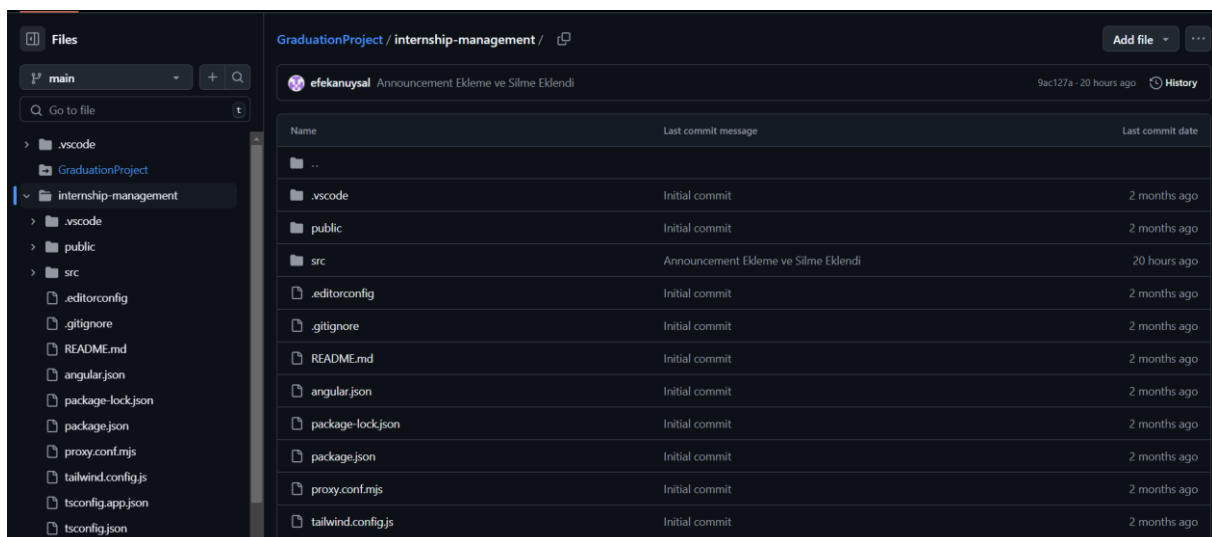 Files
main
Go to file
t
.vscode
GraduationProject
internship-management
.vscode
public
src
.editorconfig
.gitignore
README.md
angular.json
package-lock.json
package.json
proxy.conf.mjs
tailwind.config.js
tsconfig.app.json
tsconfig.json
GraduationProject / internship-management /
Add file
efekanuysal Announcement Ekleme ve Silme Eklendi
9ac127a · 20 hours ago History
Name Last commit message Last commit date
..
.vscode Initial commit 2 months ago
public Initial commit 2 months ago
src Announcement Ekleme ve Silme Eklendi 20 hours ago
.editorconfig Initial commit 2 months ago
.gitignore Initial commit 2 months ago
README.md Initial commit 2 months ago
angular.json Initial commit 2 months ago
package-lock.json Initial commit 2 months ago
package.json Initial commit 2 months ago
proxy.conf.mjs Initial commit 2 months ago
tailwind.config.js Initial commit 2 months ago